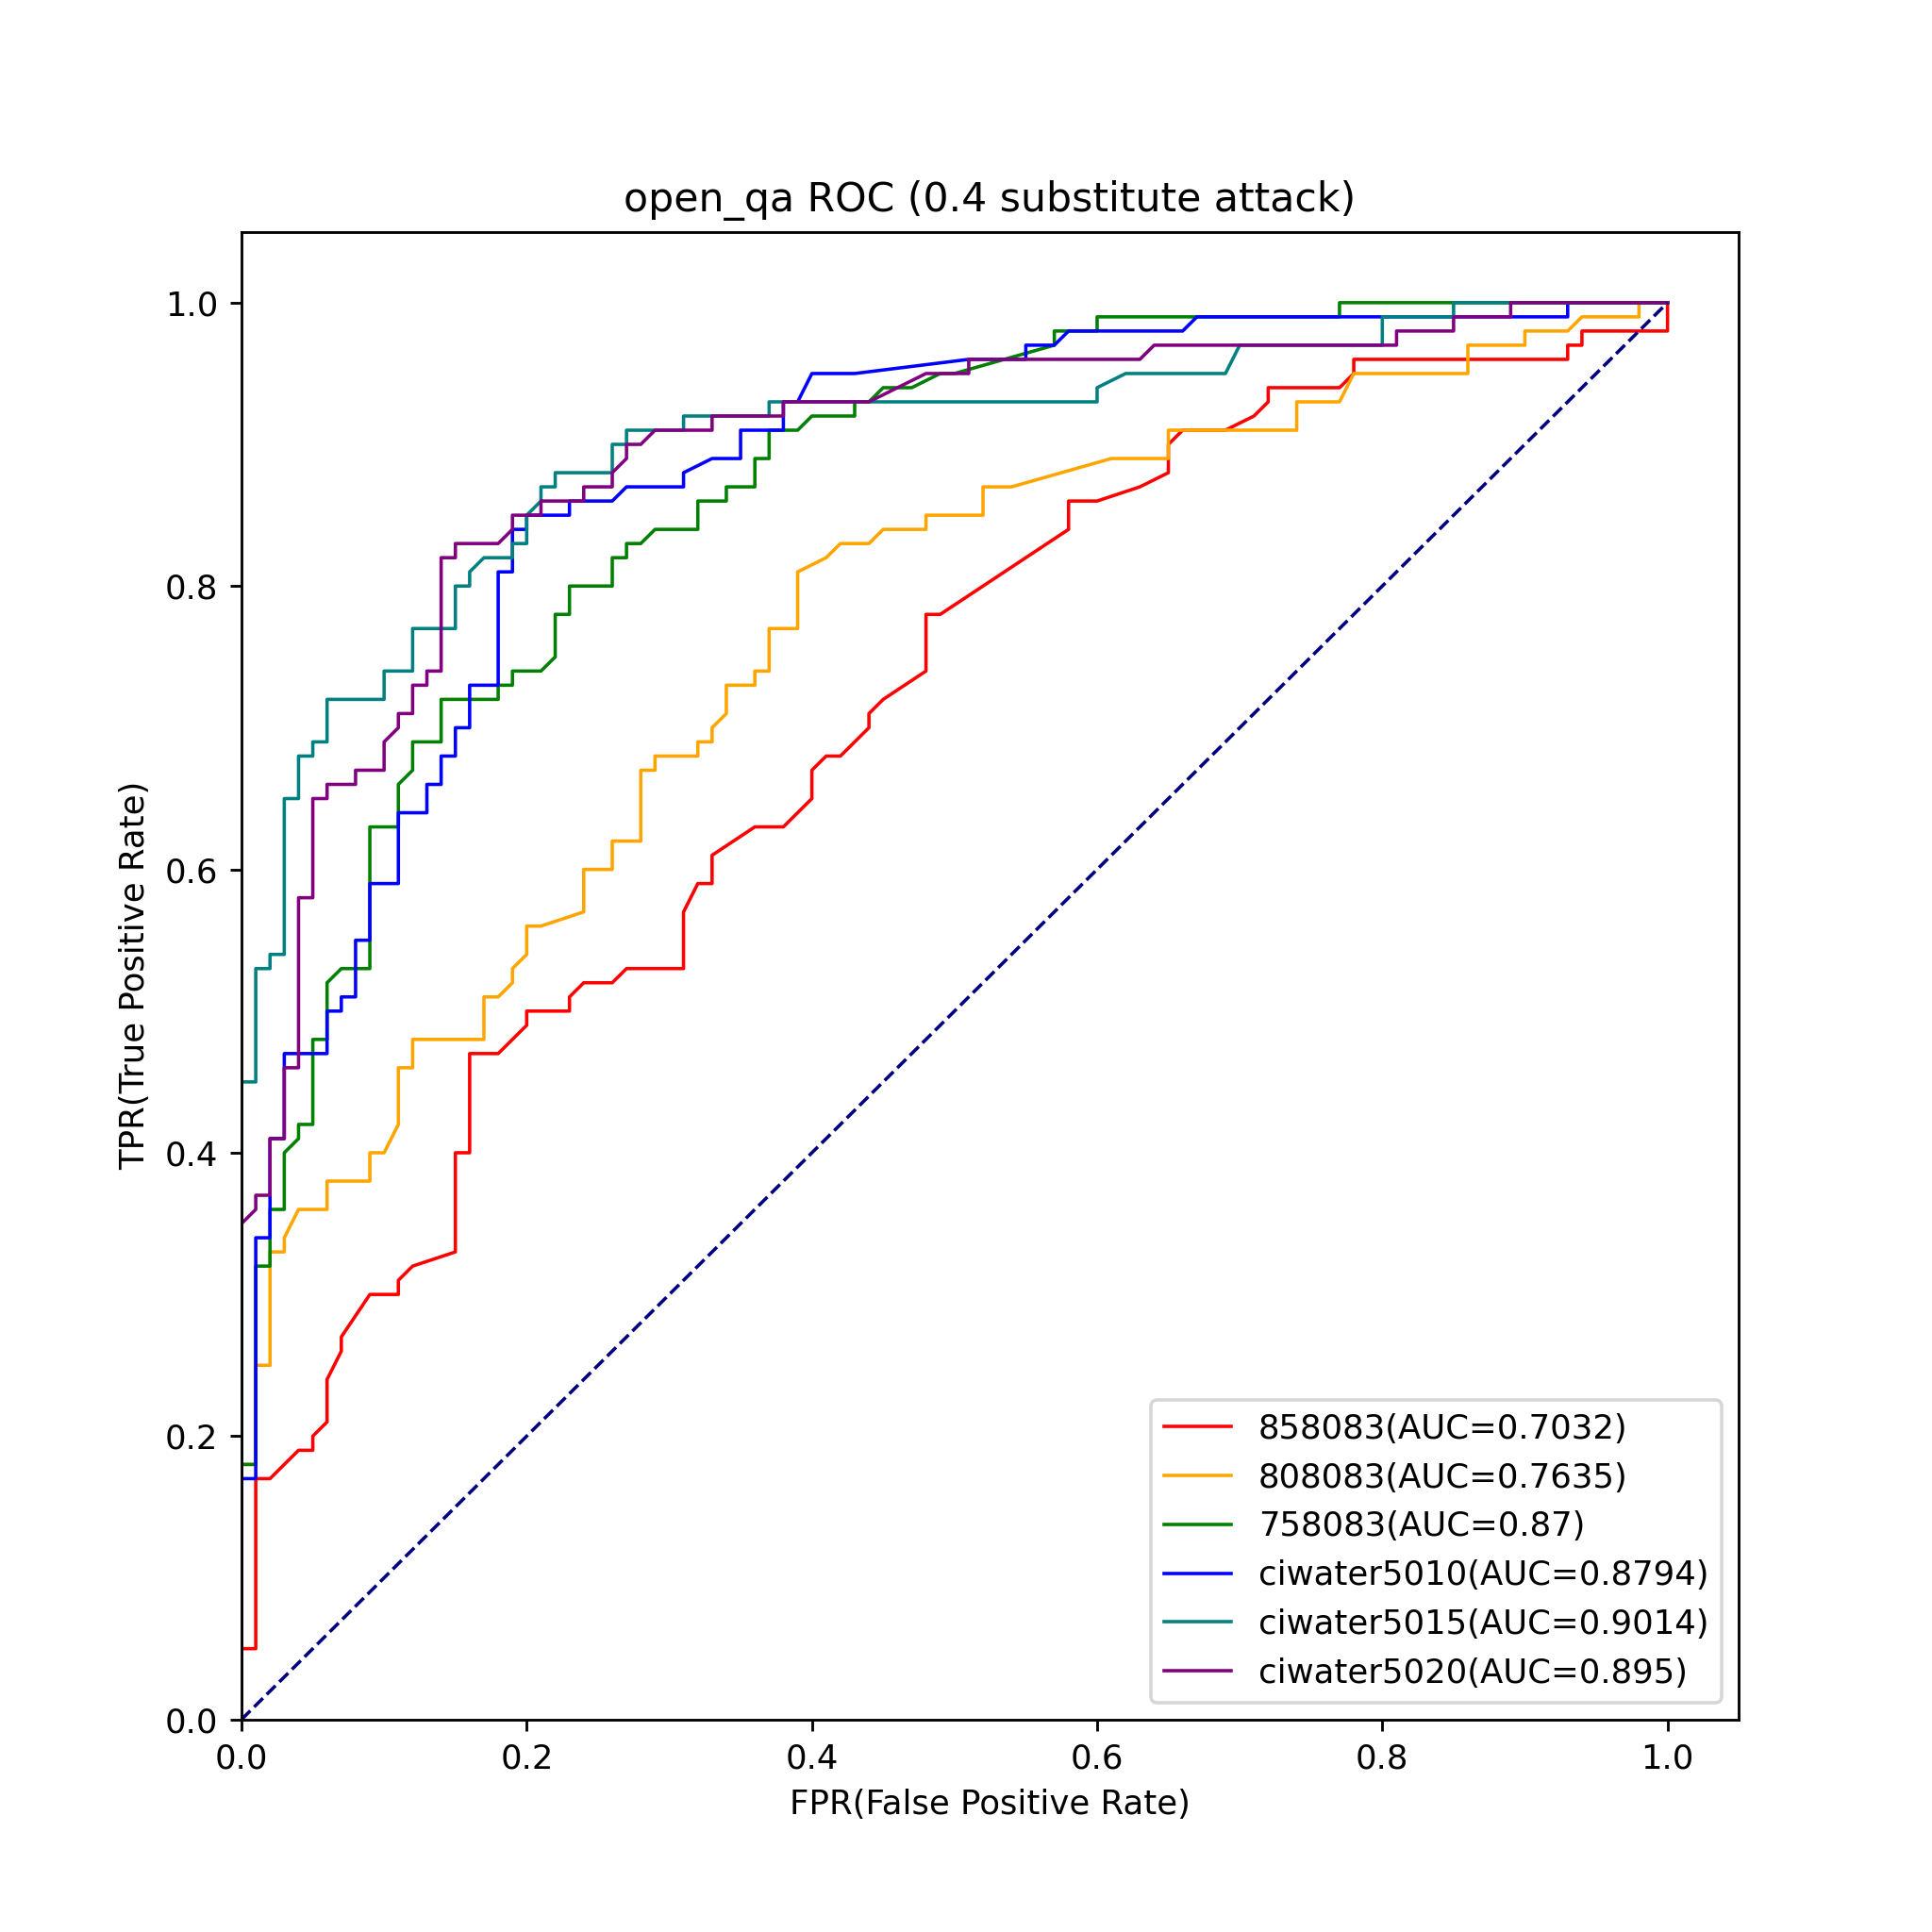 open_qa ROC (0.4 substitute attack)
1.0
0.8
0.6
0.4
0.2
0.0
TPR(True Positive Rate)
0.0 0.2 0.4 0.6 0.8 1.0
FPR(False Positive Rate)
858083(AUC=0.7032)
808083(AUC=0.7635)
758083(AUC=0.87)
ciwater5010(AUC=0.8794)
ciwater5015(AUC=0.9014)
ciwater5020(AUC=0.895)